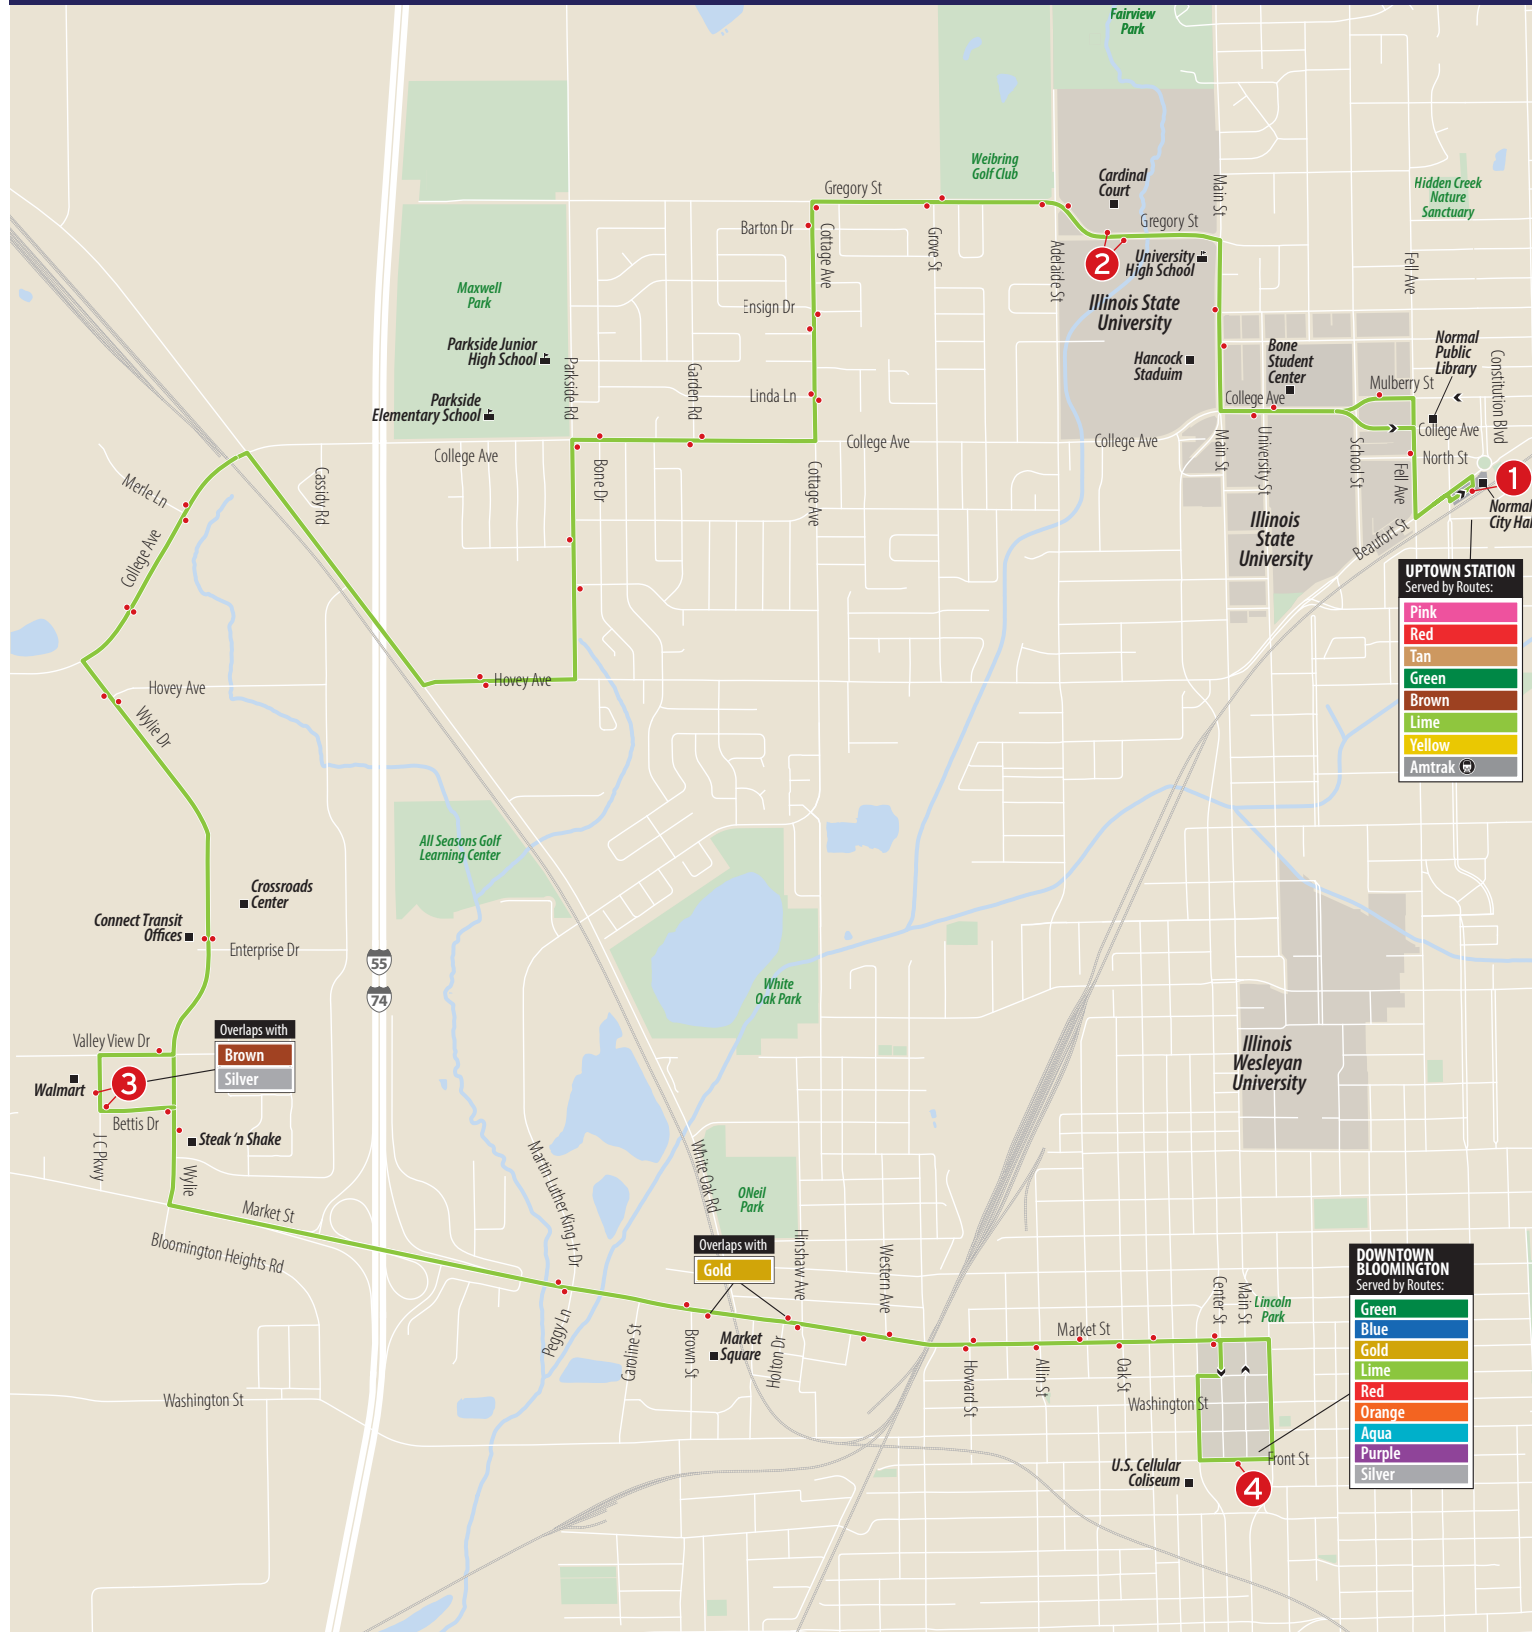 Fairview
Park
Weibring
Golf Club
Cardinal
Court
Main St
Hidden Creek
Nature
Sanctuary
Gregory St
Barton Dr
Cottage Ave
Grove St
Adelaide St
Gregory St
2
University
High School
Fell Ave
Maxwell
Park
Ensign Dr
Illinois State
University
Parkside Junior
High School
Parkside Rd
Garden Rd
Hancock
Staduim
Bone
Student
Center
Normal
Public
Library
Constitution Blvd
Parkside
Elementary School
Linda Ln
College Ave
Mulberry St
College Ave
College Ave
College Ave
College Ave
Main St
University St
School St
Fell Ave
North St
1
Normal
City Hal
Merle Ln
Cassidy Rd
Bone Dr
Cottage Ave
College Ave
Illinois
State
University
Beaufort St
UPTOWN STATION
Served by Routes:
Pink
Red
Tan
Green
Brown
Lime
Yellow
Amtrak
Hovey Ave
Hovey Ave
Wylie Dr
All Seasons Golf
Learning Center
Crossroads
Center
Connect Transit
Offices
Enterprise Dr
55
74
White
Oak Park
Overlaps with
Brown
Silver
Valley View Dr
Walmart
3
Bettis Dr
Steak ‘n Shake
J C Pkwy
Wylie
Illinois
Wesleyan
University
Market St
Bloomington Heights Rd
Martin Luther King Jr Dr
White Oak Rd
ONeil
Park
Overlaps with
Gold
Hinshaw Ave
Western Ave
Peggy Ln
Caroline St
Brown St
Market
Square
Holton Dr
Howard St
Allin St
Market St
Oak St
Center St
Main St
Lincoln
Park
Washington St
Washington St
Front St
U.S. Cellular
Coliseum
4
DOWNTOWN
BLOOMINGTON
Served by Routes:
Green
Blue
Gold
Lime
Red
Orange
Aqua
Purple
Silver